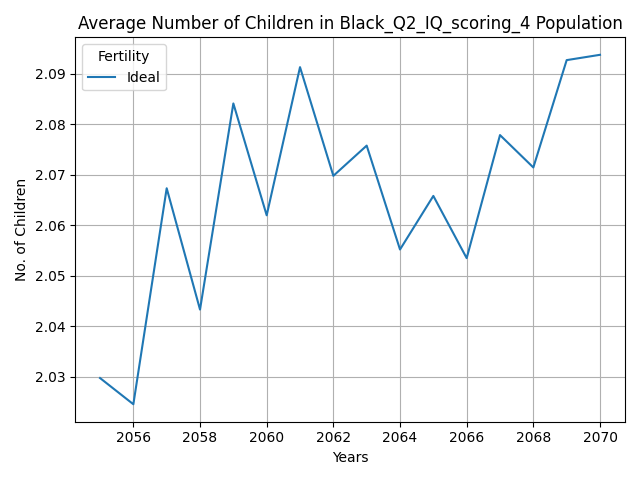 Average Number of Children in Black_Q2_IQ_scoring_4 Population
Fertility
Ideal
No. of Children
2.09
2.08
2.07
2.06
2.05
2.04
2.03
2056 2058 2060 2062 2064 2066 2068 2070
Years